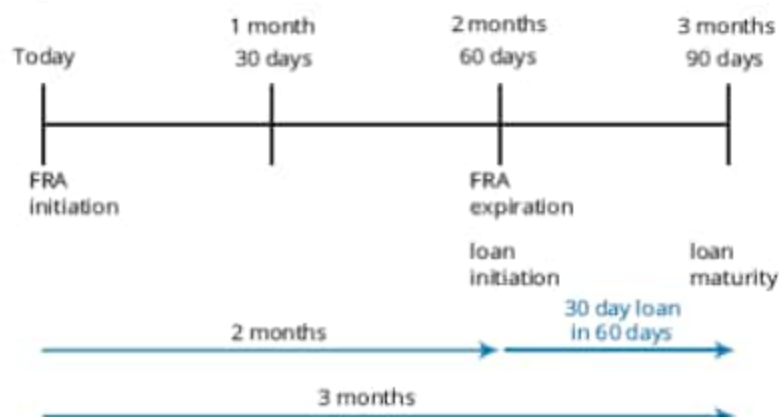 1 month
2 months
3 months
Today
30 days
60 days
90 days
FRA
initiation
FRA
expiration
loan
initiation
loan
maturity
30 day loan
in 60 days
2 months
3 months